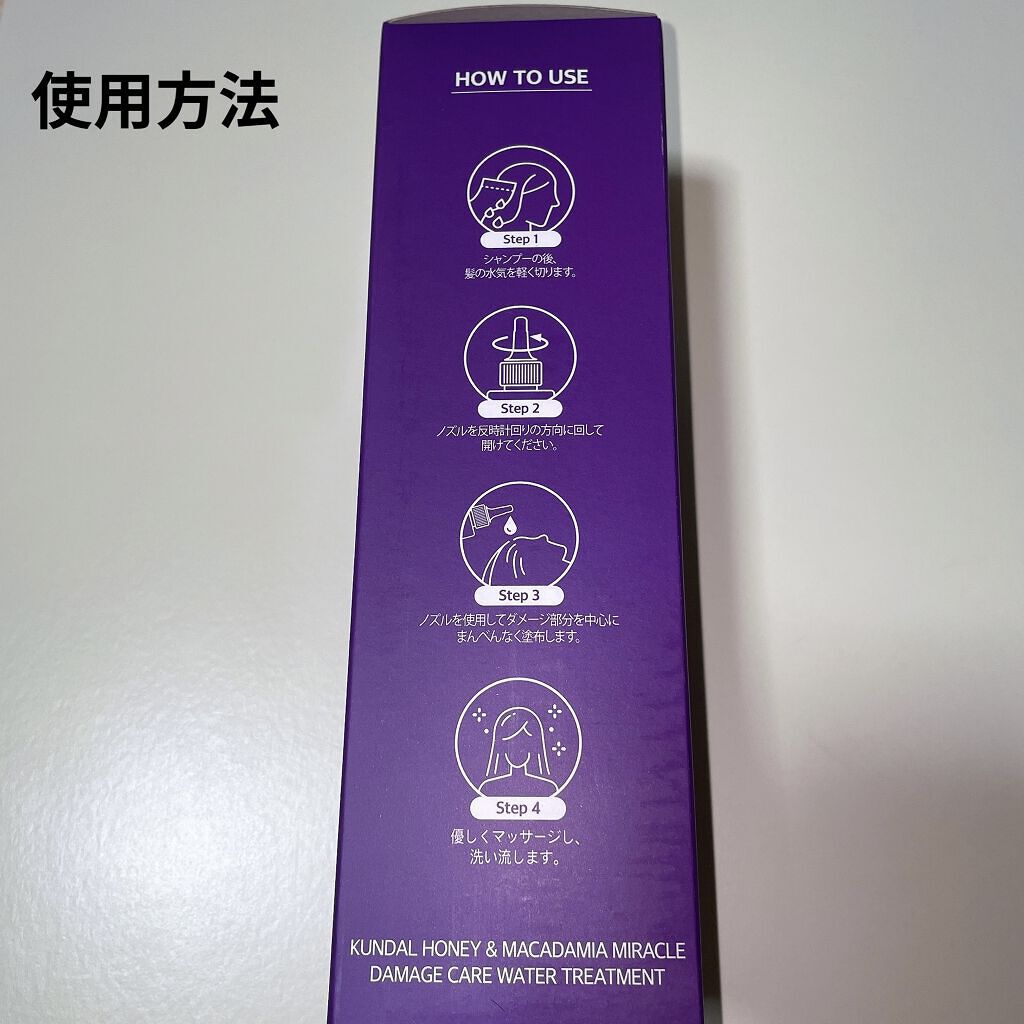 使用方法
HOW TO USE
Step 1
シャンプーの後、
髪の水気を軽く切ります。
Step 2
ノズルを反時計回りの方向に回して
開けてください。
Step 3
ノズルを使用してダメージ部分を中心に
まんべんなく塗布します。
Step 4
優しくマッサージし、
洗い流します。
KUNDAL HONEY & MACADAMIA MIRACLE
DAMAGE CARE WATER TREATMENT